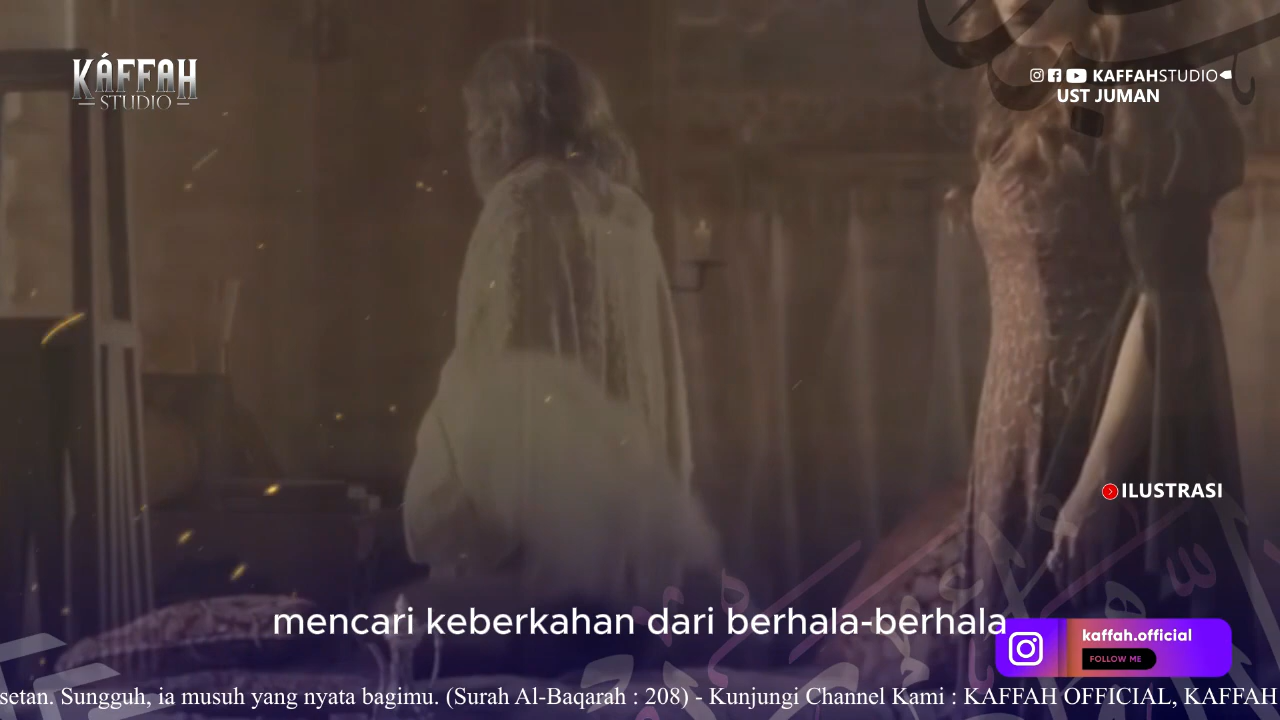 KÁFFAH
STUDIO
KAFFAHSTUDIO
UST JUMAN
ILUSTRASI
mencari keberkahan dari berhala-berhala
kaffah.official
FOLLOW ME
setan. Sungguh, ia musuh yang nyata bagimu. (Surah Al-Baqarah : 208) - Kunjungi Channel Kami : KAFFAH OFFICIAL, KAFFAH